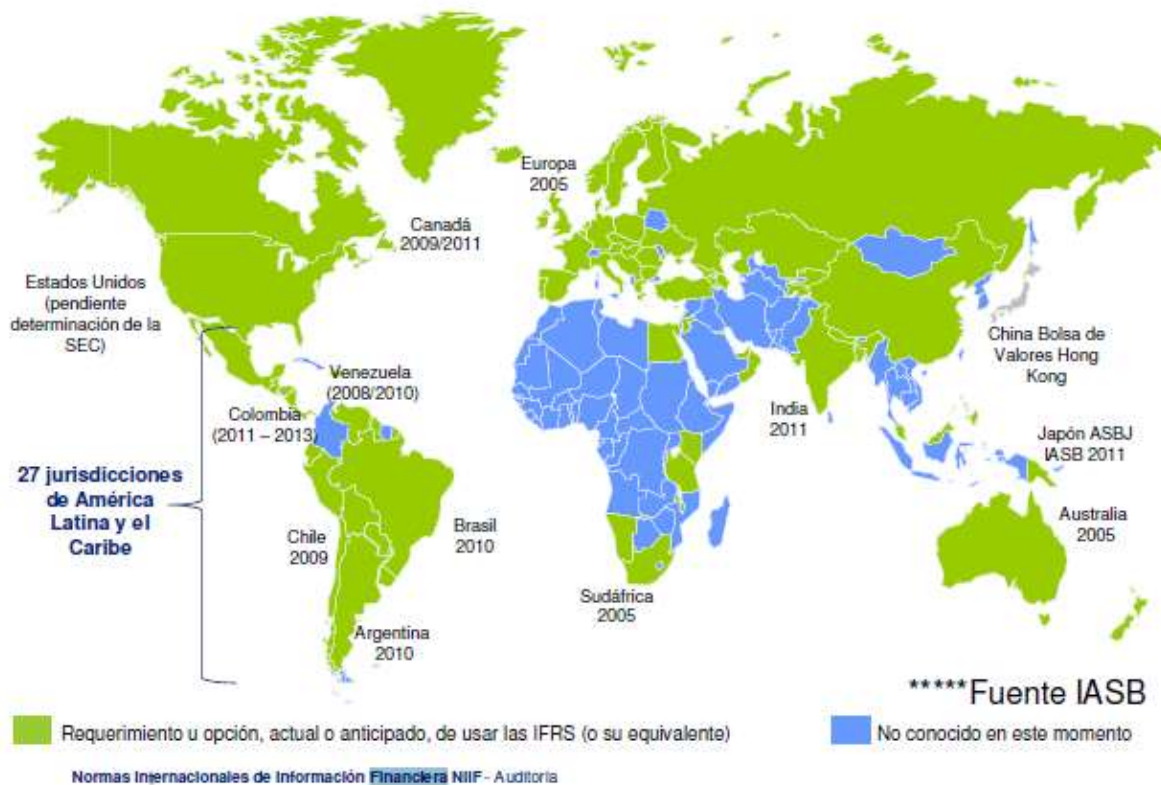 Europa
2005
Canadá
2009/2011
Estados Unidos
(pendiente
determinación de la
SEC)
China Bolsa de
Valores Hong
Kong
Venezuela
(2008/2010)
Colombia
(2011 – 2013)
India
2011
Japón ASBJ
IASB 2011
27 jurisdicciones
de América
Latina y el
Caribe
Australia
2005
Brasil
2010
Chile
2009
Sudáfrica
2005
Argentina
2010
*****Fuente IASB
Requerimiento u opción, actual o anticipado, de usar las IFRS (o su equivalente)
No conocido en este momento
Normas Internacionales de Información Financiera NIIF - Auditoria